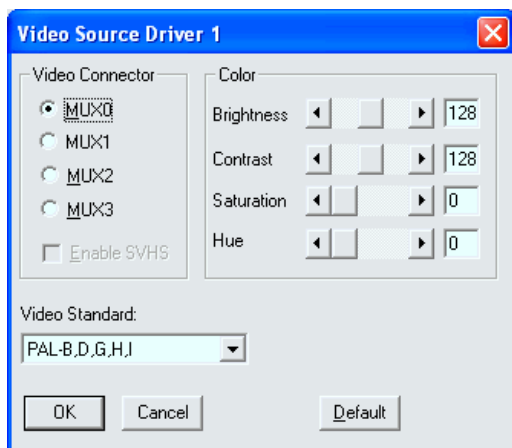 Video Source Driver 1
Video Connector
MUX0
MUX1
MUX2
MUX3
Enable SVHS
Color
Brightness 128
Contrast 128
Saturation 0
Hue 0
Video Standard:
PAL-B,D,G,H,I
OK Cancel Default